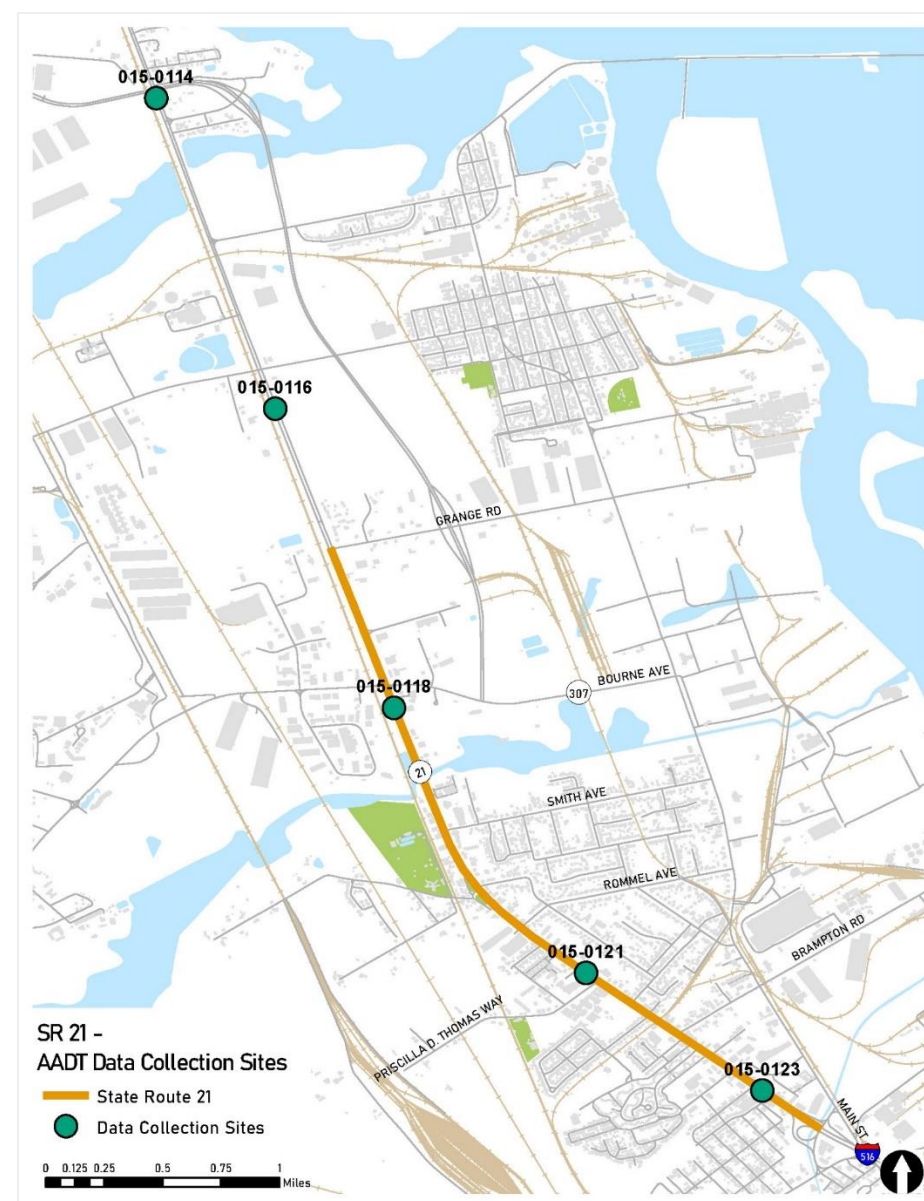 015-0114
015-0116
GRANGE RD
BOURNE AVE
015-0118
307
21
SMITH AVE
ROMMEL AVE
BRAMPTON RD
015-0121
PRISCILLA D. THOMAS WAY
015-0123
MAIN ST
516
SR 21 –
AADT Data Collection Sites
State Route 21
Data Collection Sites
0 0.125 0.25 0.5 0.75 1
Miles